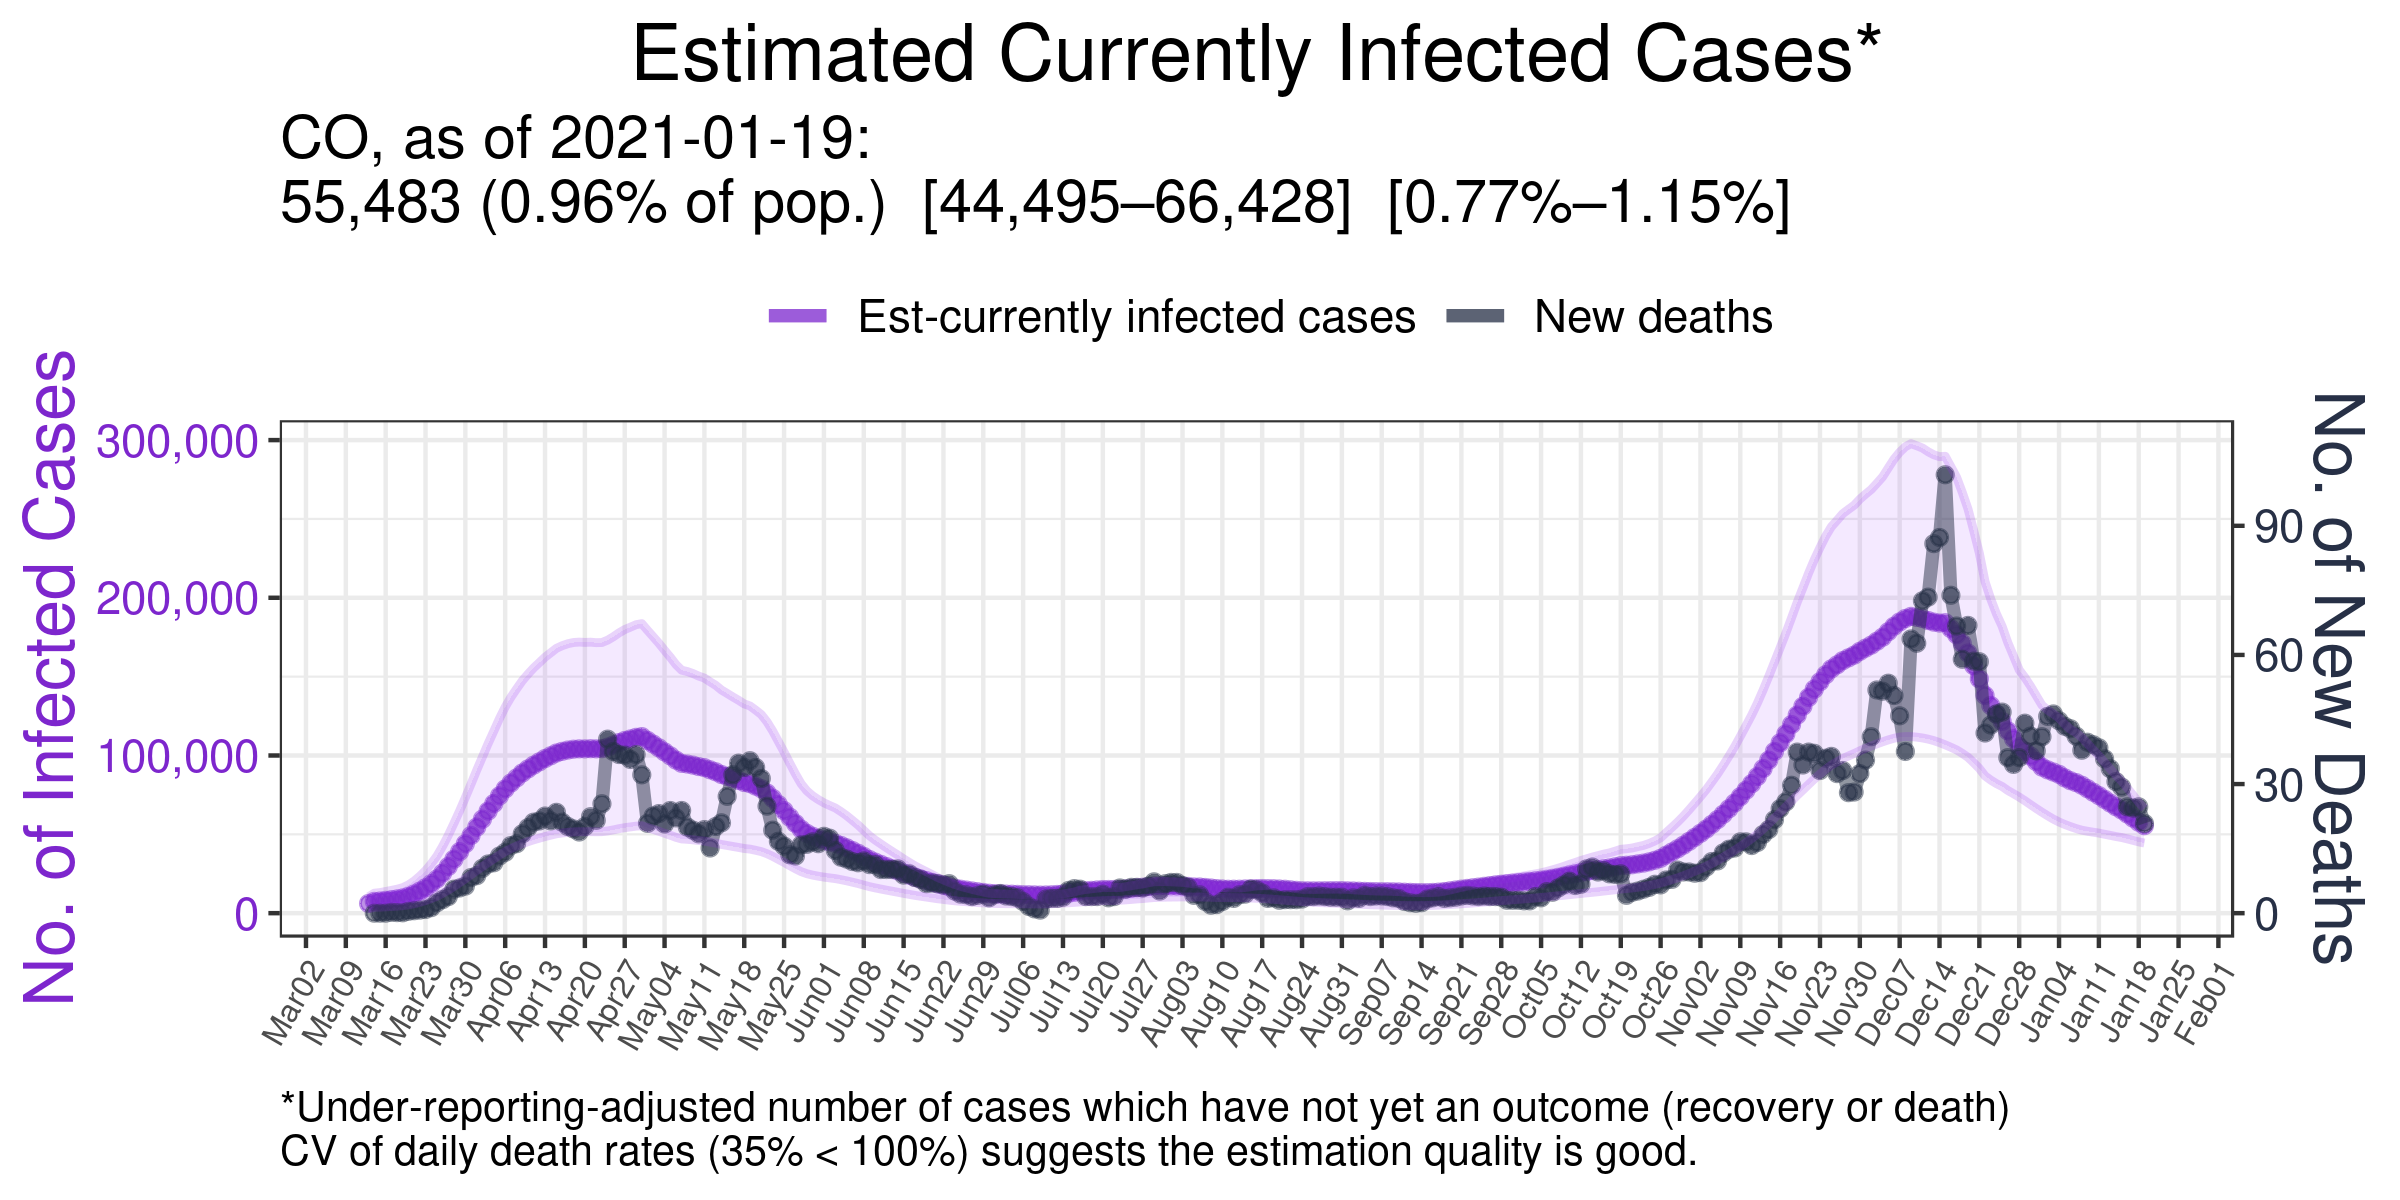 Estimated Currently Infected Cases*
CO, as of 2021-01-19:
55,483 (0.96% of pop.)  [44,495–66,428]  [0.77%–1.15%]
Est-currently infected cases
New deaths
No. of Infected Cases
300,000
200,000
100,000
0
90
60
30
0
No. of New Deaths
Mar02
Mar09
Mar16
Mar23
Mar30
Apr06
Apr13
Apr20
Apr27
May04
May11
May18
May25
Jun01
Jun08
Jun15
Jun22
Jun29
Jul06
Jul13
Jul20
Jul27
Aug03
Aug10
Aug17
Aug24
Aug31
Sep07
Sep14
Sep21
Sep28
Oct05
Oct12
Oct19
Oct26
Nov02
Nov09
Nov16
Nov23
Nov30
Dec07
Dec14
Dec21
Dec28
Jan04
Jan11
Jan18
Jan25
Feb01
*Under-reporting-adjusted number of cases which have not yet an outcome (recovery or death)
CV of daily death rates (35% < 100%) suggests the estimation quality is good.